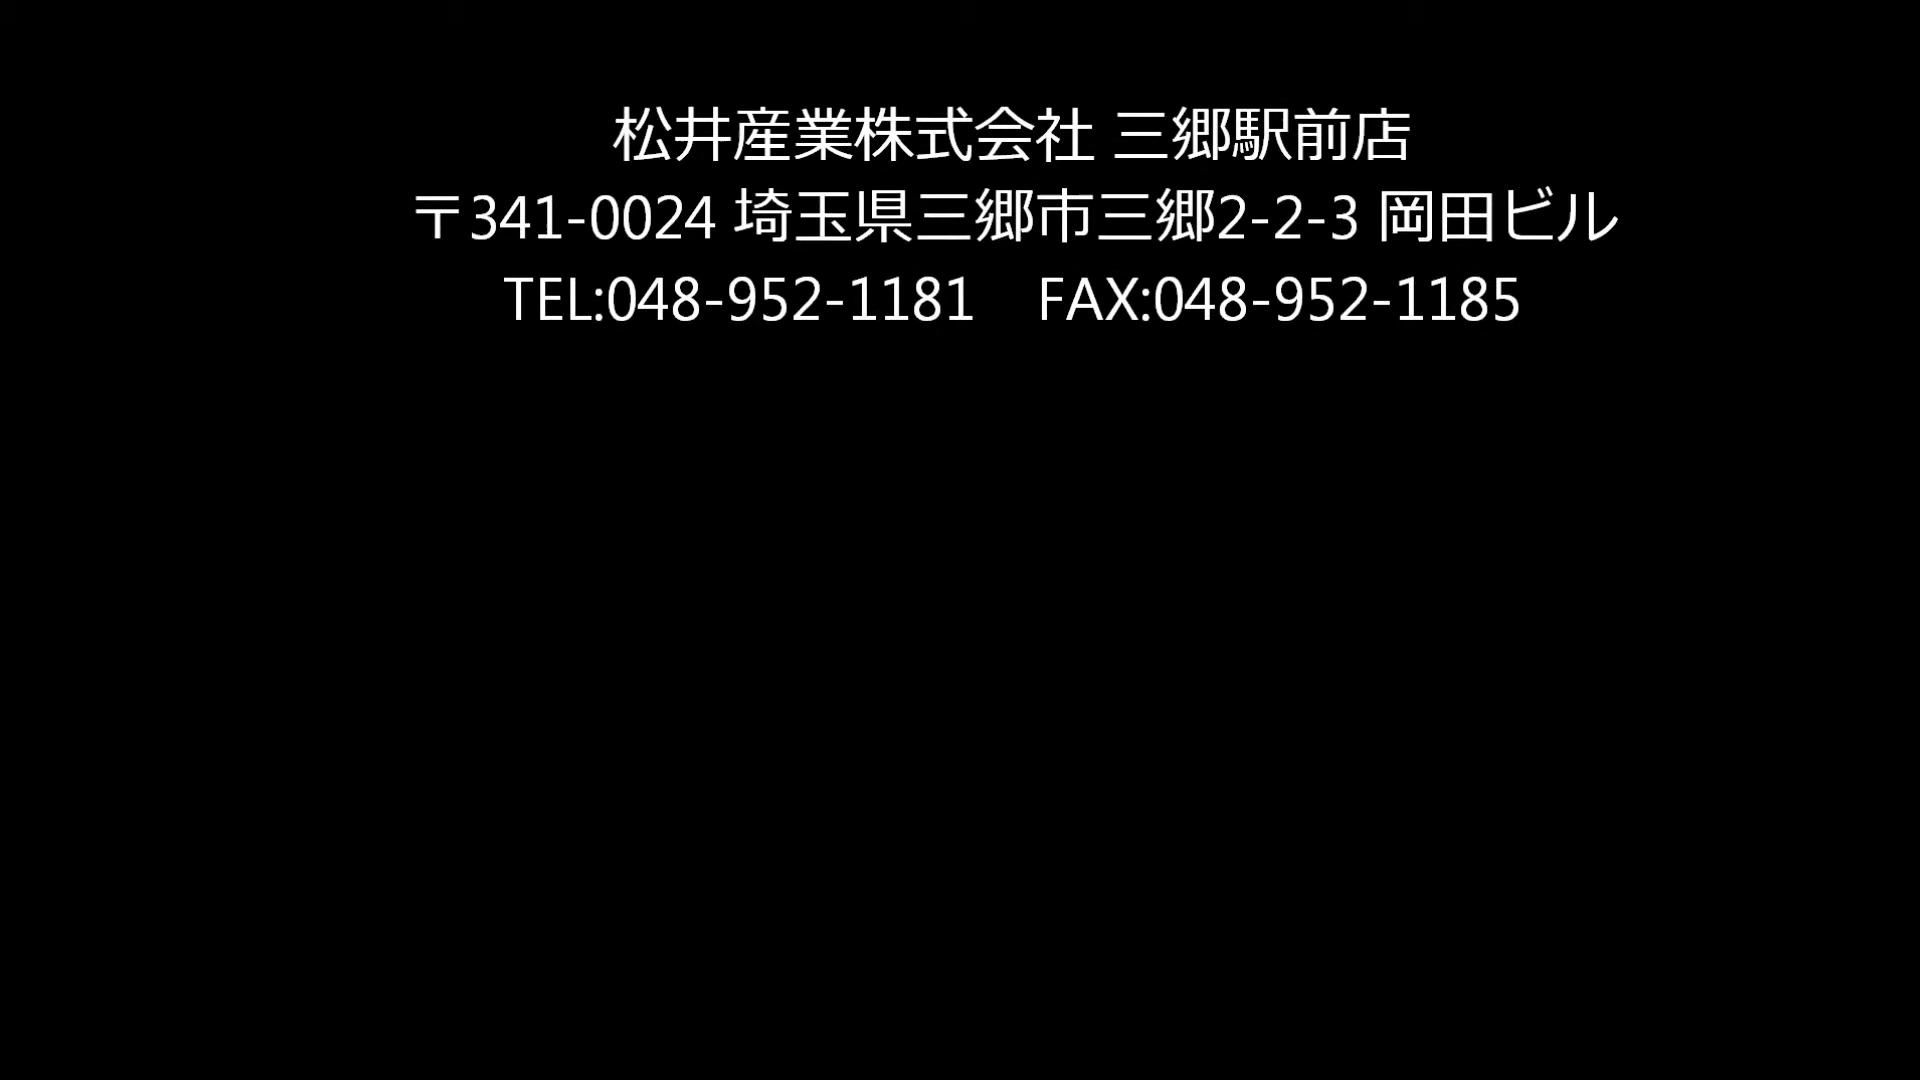 松井産業株式会社 三郷駅前店
〒341-0024 埼玉県三郷市三郷2-2-3 岡田ビル
TEL:048-952-1181　FAX:048-952-1185